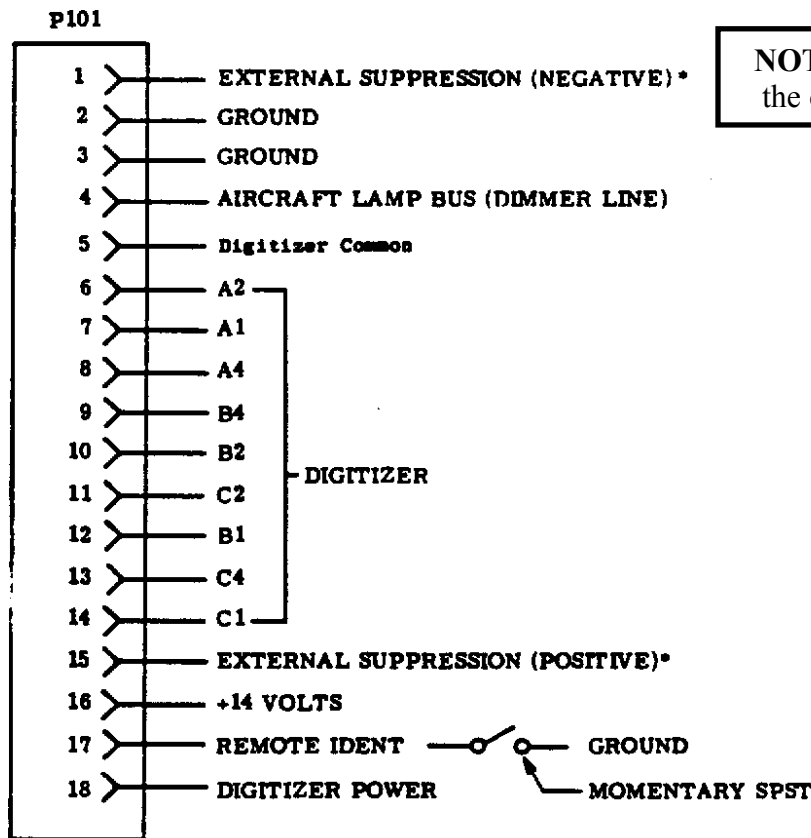 P101
NOT
the
1 EXTERNAL SUPPRESSION (NEGATIVE)*
2 GROUND
3 GROUND
4 AIRCRAFT LAMP BUS (DIMMER LINE)
5 Digitizer Common
6 A2
7 A1
8 A4
9 B4
10 B2
DIGITIZER
11 C2
12 B1
13 C4
14 C1
15 EXTERNAL SUPPRESSION (POSITIVE)*
16 +14 VOLTS
17 REMOTE IDENT GROUND
18 DIGITIZER POWER MOMENTARY SPST